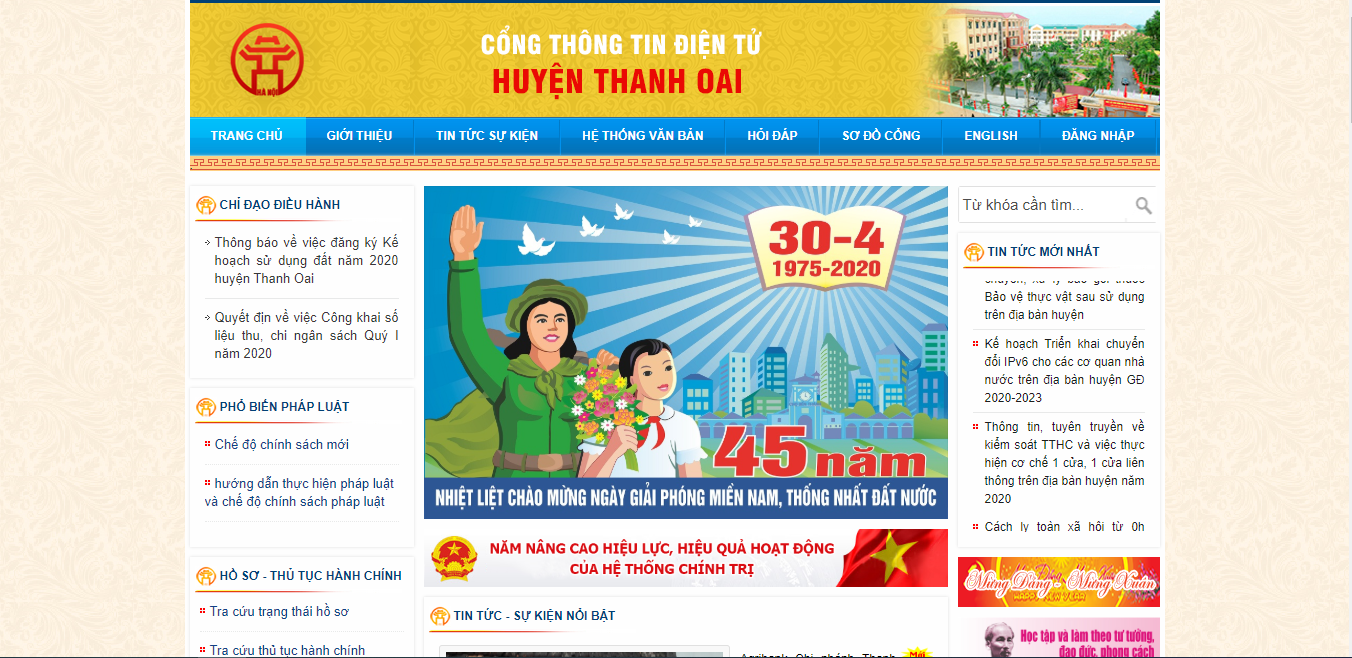 HÀ NỘI
CỔNG THÔNG TIN ĐIỆN TỬ
HUYỆN THANH OAI
TRANG CHỦ
GIỚI THIỆU
TIN TỨC SỰ KIỆN
HỆ THỐNG VĂN BẢN
HỎI ĐÁP
SƠ ĐỒ CỔNG
ENGLISH
ĐĂNG NHẬP
CHỈ ĐẠO ĐIỀU HÀNH
Thông báo về việc đăng ký Kế
hoạch sử dụng đất năm 2020
huyện Thanh Oai
Quyết địn về việc Công khai số
liệu thu, chi ngân sách Quý I
năm 2020
PHỔ BIẾN PHÁP LUẬT
Chế độ chính sách mới
hướng dẫn thực hiện pháp luật
và chế độ chính sách pháp luật
HỒ SƠ - THỦ TỤC HÀNH CHÍNH
Tra cứu trạng thái hồ sơ
Tra cứu thủ tục hành chính
30-4
1975-2020
45 năm
NHIỆT LIỆT CHÀO MỪNG NGÀY GIẢI PHÓNG MIỀN NAM, THỐNG NHẤT ĐẤT NƯỚC
NĂM NÂNG CAO HIỆU LỰC, HIỆU QUẢ HOẠT ĐỘNG
CỦA HỆ THỐNG CHÍNH TRỊ
TIN TỨC - SỰ KIỆN NỔI BẬT
Agribank Chi nhánh Thanh
Mới
Từ khóa cần tìm...
TIN TỨC MỚI NHẤT
chuyển, xử lý bao gói thuốc
Bảo vệ thực vật sau sử dụng
trên địa bàn huyện
Kế hoạch Triển khai chuyển
đổi IPv6 cho các cơ quan nhà
nước trên địa bàn huyện GĐ
2020-2023
Thông tin, tuyên truyền về
kiểm soát TTHC và việc thực
hiện cơ chế 1 cửa, 1 cửa liên
thông trên địa bàn huyện năm
2020
Cách ly toàn xã hội từ 0h
Mừng Đảng - Mừng Xuân
HAPPY NEW YEAR
Học tập và làm theo tư tưởng,
đạo đức, phong cách